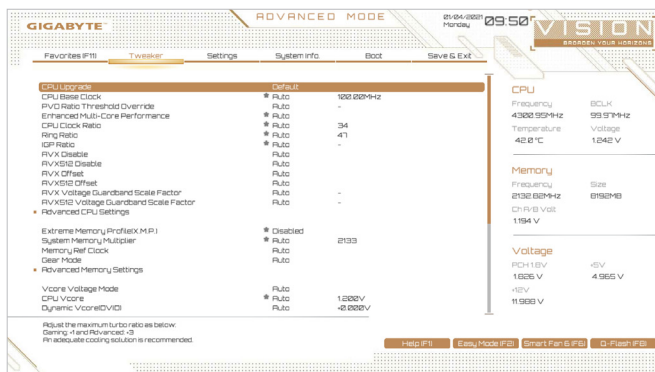 GIGABYTE™
ADVANCED MODE
01/04/2021
Monday
09:50
VISION
BROADEN YOUR HORIZONS
Favorites (F11) Tweaker Settings System Info. Boot Save & Exit
CPU Upgrade Default
CPU Base Clock * Auto 100.00MHz
PVD Ratio Threshold Override Auto -
Enhanced Multi-Core Performance * Auto
CPU Clock Ratio * Auto 34
Ring Ratio * Auto 47
IGP Ratio * Auto -
AVX Disable Auto
AVX512 Disable Auto
AVX Offset Auto
AVX512 Offset Auto
AVX Voltage Guardband Scale Factor Auto -
AVX512 Voltage Guardband Scale Factor Auto -
Advanced CPU Settings
Extreme Memory Profile(X.M.P.) * Disabled
System Memory Multiplier * Auto 2133
Memory Ref Clock Auto
Gear Mode Auto
Advanced Memory Settings
Vcore Voltage Mode Auto
CPU Vcore * Auto 1.200V
Dynamic Vcore(DVID) Auto +0.000V
Adjust the maximum turbo ratio as below:
Gaming: +1 and Advanced: +3
An adequate cooling solution is recommended.
CPU
Frequency BCLK
4300.95MHz 99.97MHz
Temperature Voltage
42.0 °C 1.242 V
Memory
Frequency Size
2132.82MHz 8192MB
Ch A/B Volt
1.194 V
Voltage
PCH 1.8V +5V
1.826 V 4.965 V
+12V
11.988 V
Help (F1) Easy Mode (F2) Smart Fan 6 (F6) Q-Flash (F8)